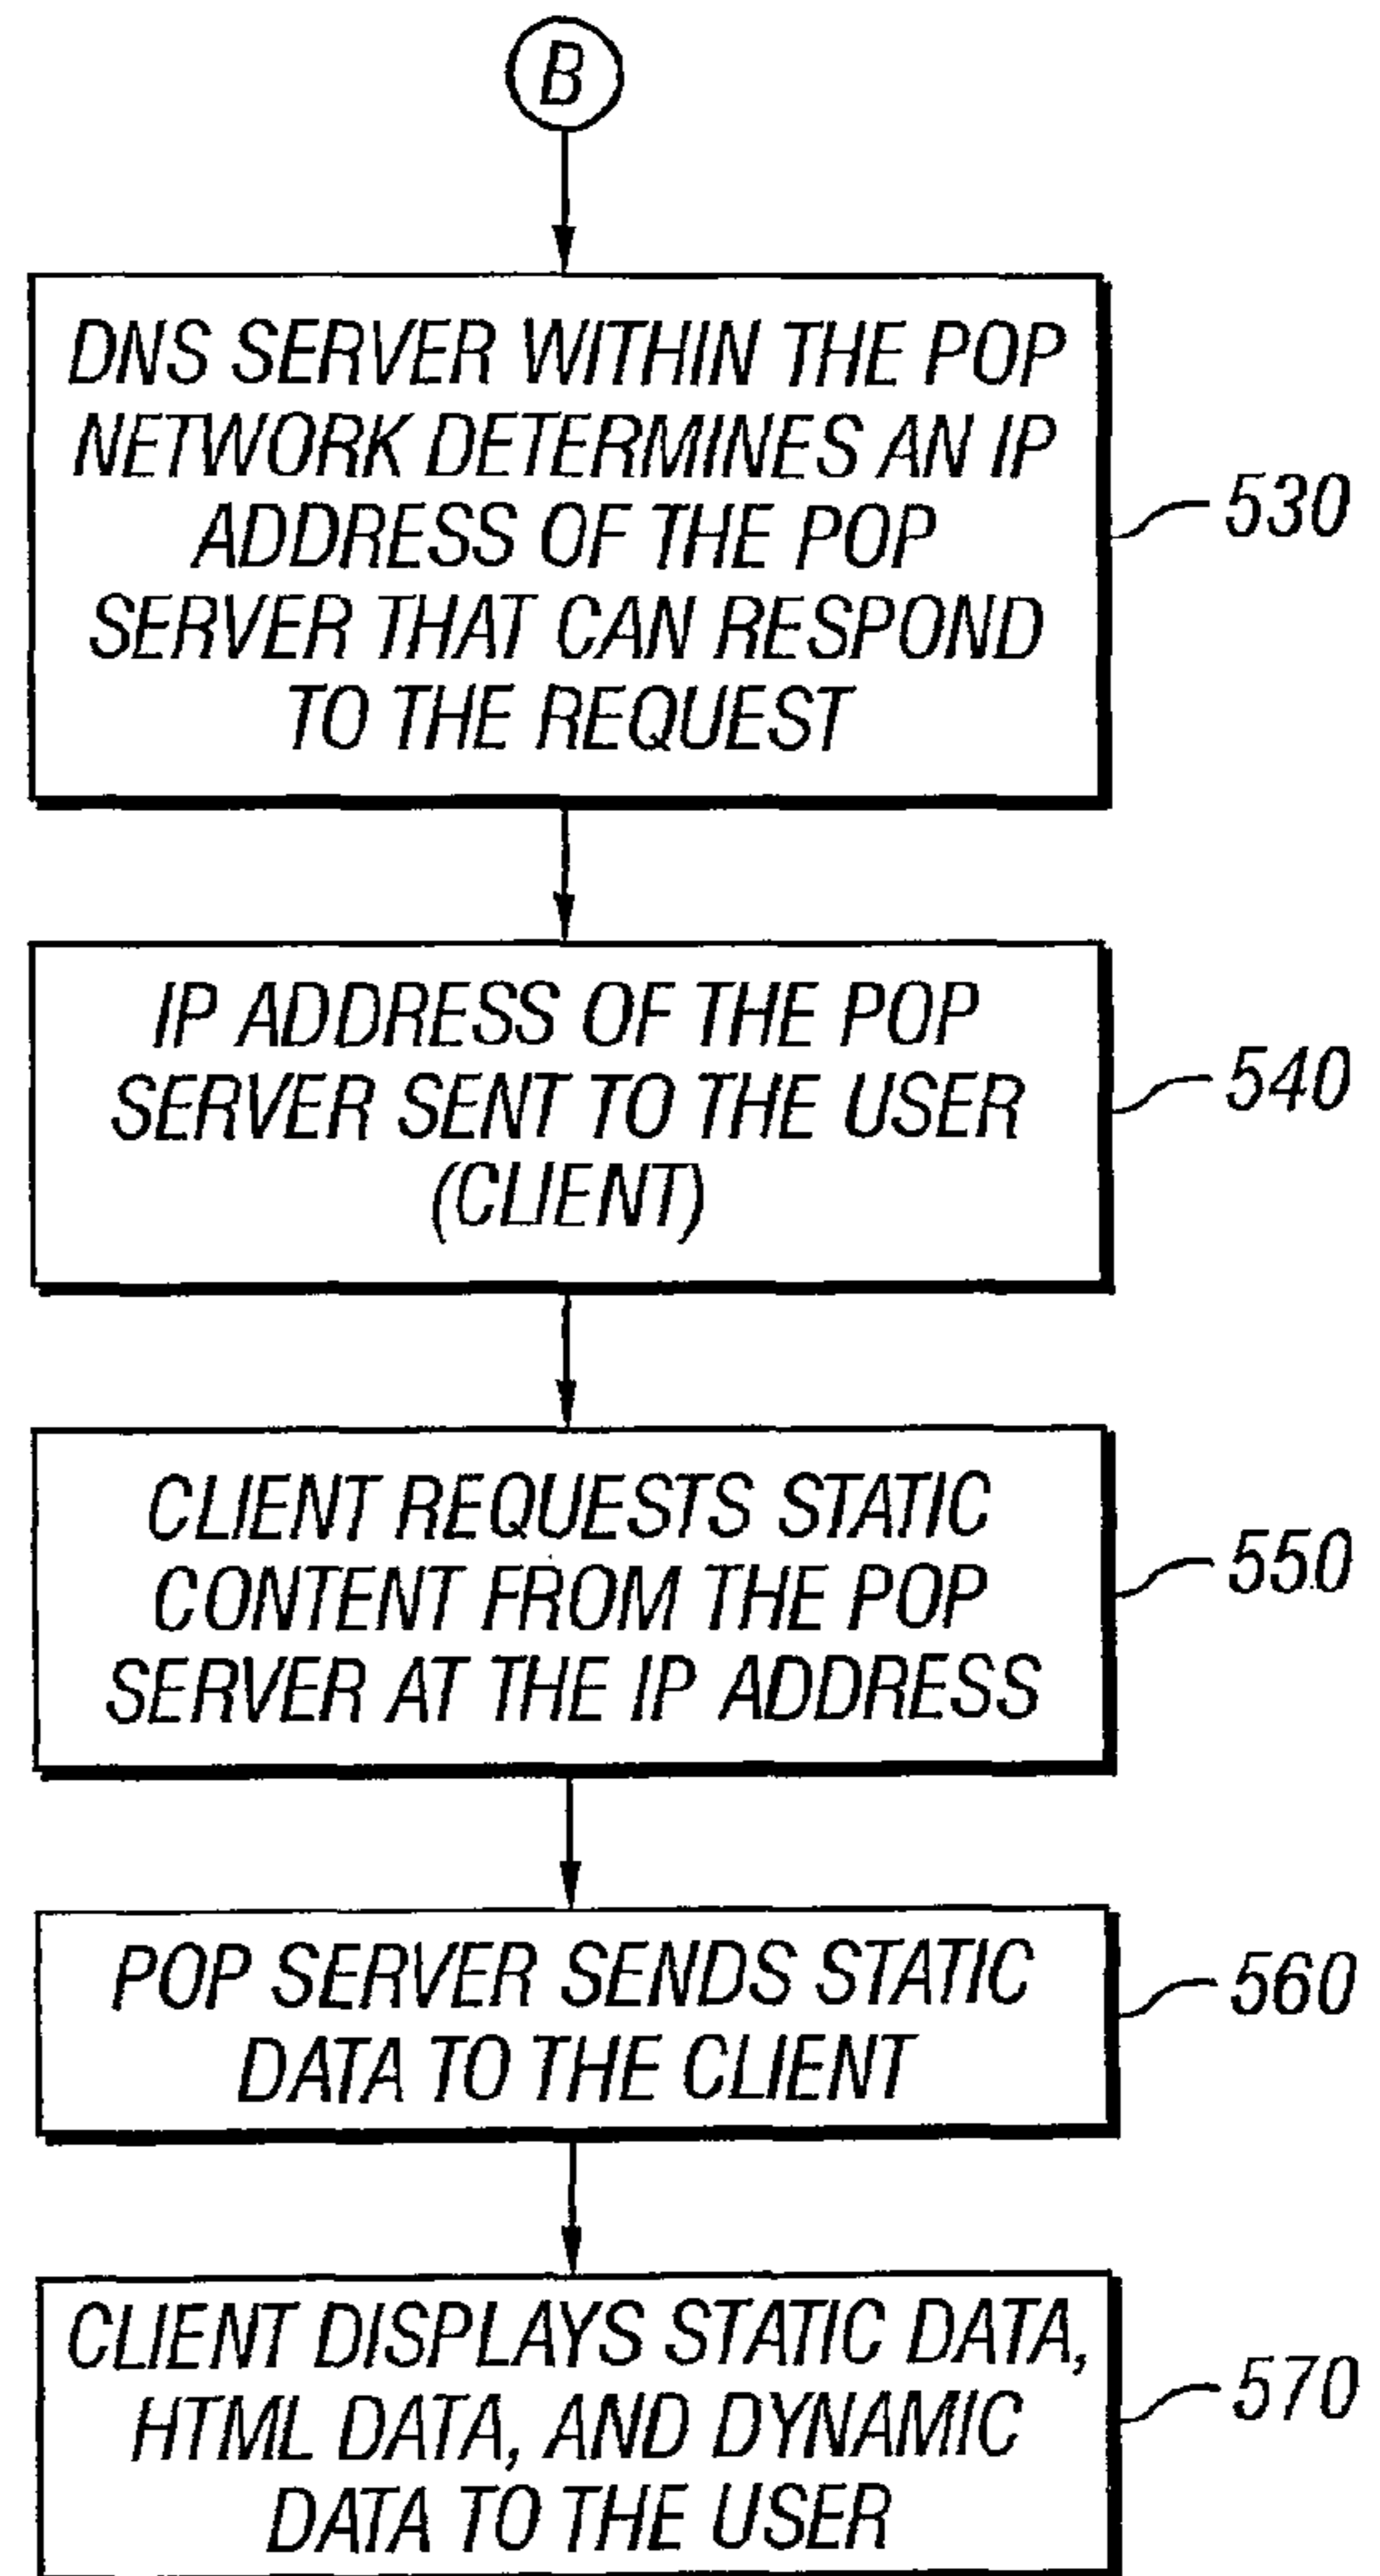 B
DNS SERVER WITHIN THE POP
NETWORK DETERMINES AN IP
ADDRESS OF THE POP
SERVER THAT CAN RESPOND
TO THE REQUEST
530
IP ADDRESS OF THE POP
SERVER SENT TO THE USER
(CLIENT)
540
CLIENT REQUESTS STATIC
CONTENT FROM THE POP
SERVER AT THE IP ADDRESS
550
POP SERVER SENDS STATIC
DATA TO THE CLIENT
560
CLIENT DISPLAYS STATIC DATA,
HTML DATA, AND DYNAMIC
DATA TO THE USER
570